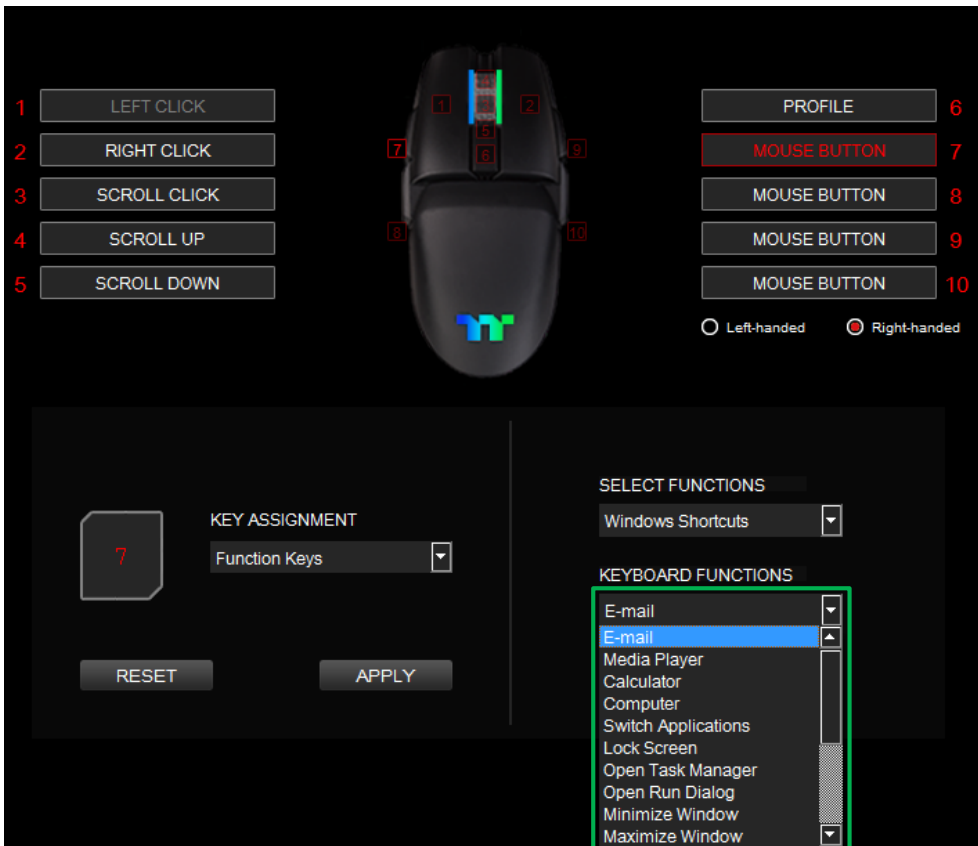 1 LEFT CLICK
2 RIGHT CLICK
3 SCROLL CLICK
4 SCROLL UP
5 SCROLL DOWN
1
2
5
6
7
9
8
10
PROFILE 6
MOUSE BUTTON 7
MOUSE BUTTON 8
MOUSE BUTTON 9
MOUSE BUTTON 10
Left-handed Right-handed
7
KEY ASSIGNMENT
Function Keys
RESET APPLY
SELECT FUNCTIONS
Windows Shortcuts
KEYBOARD FUNCTIONS
E-mail
E-mail
Media Player
Calculator
Computer
Switch Applications
Lock Screen
Open Task Manager
Open Run Dialog
Minimize Window
Maximize Window